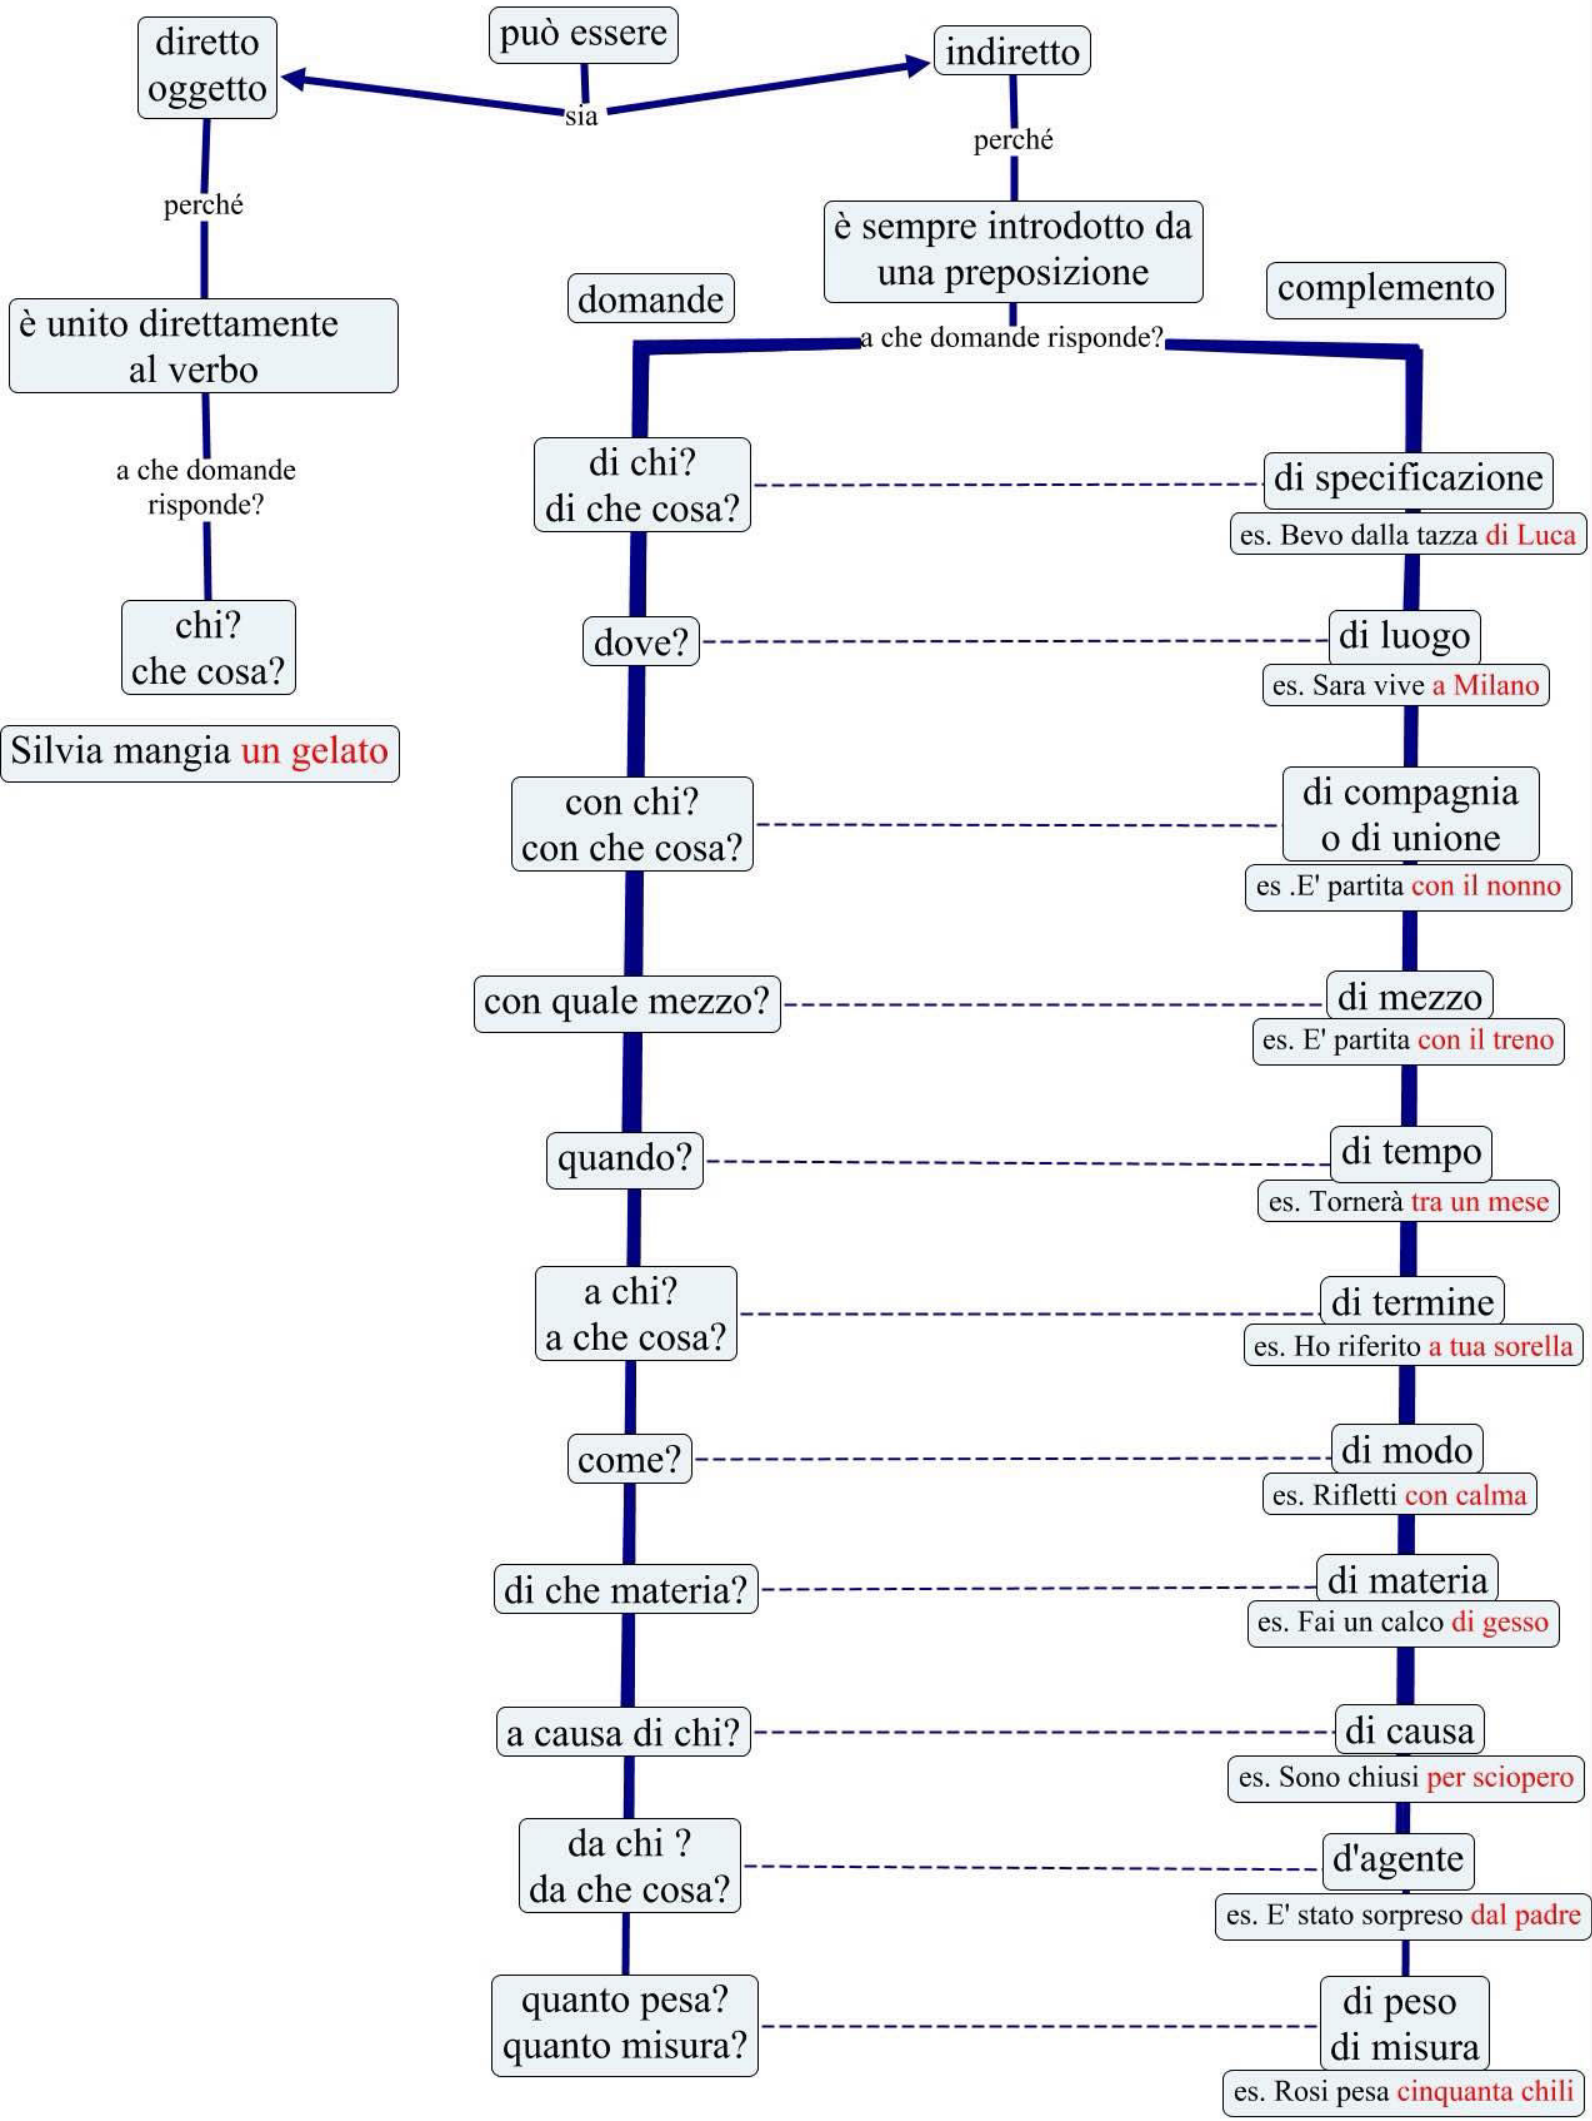 può essere
sia
diretto
oggetto
perché
è unito direttamente
al verbo
a che domande
risponde?
chi?
che cosa?
Silvia mangia un gelato
indiretto
perché
è sempre introdotto da
una preposizione
a che domande risponde?
domande
complemento
di chi?
di che cosa?
di specificazione
es. Bevo dalla tazza di Luca
dove?
di luogo
es. Sara vive a Milano
con chi?
con che cosa?
di compagnia
o di unione
es .E' partita con il nonno
con quale mezzo?
di mezzo
es. E' partita con il treno
quando?
di tempo
es. Tornerà tra un mese
a chi?
a che cosa?
di termine
es. Ho riferito a tua sorella
come?
di modo
es. Rifletti con calma
di che materia?
di materia
es. Fai un calco di gesso
a causa di chi?
di causa
es. Sono chiusi per sciopero
da chi ?
da che cosa?
d'agente
es. E' stato sorpreso dal padre
quanto pesa?
quanto misura?
di peso
di misura
es. Rosi pesa cinquanta chili